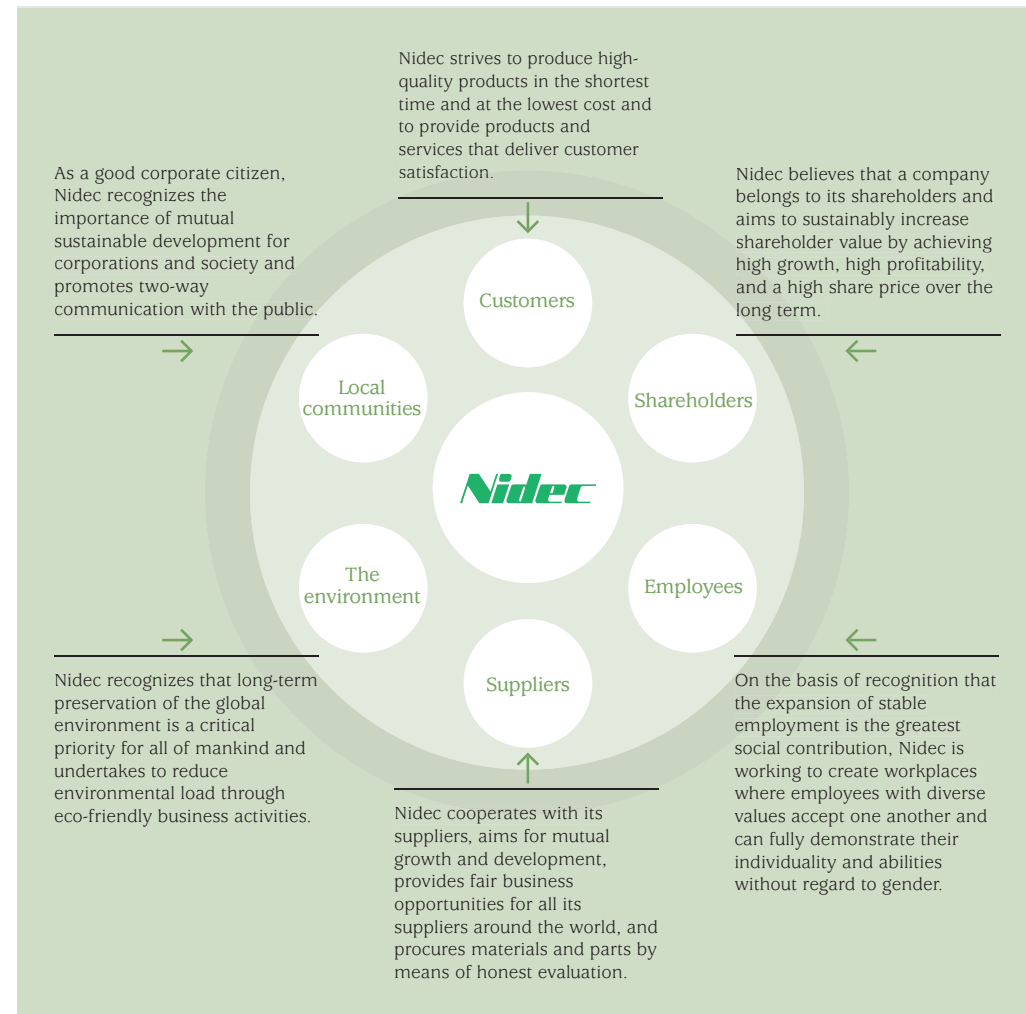 Nidec strives to produce high-
quality products in the shortest
time and at the lowest cost and
to provide products and
services that deliver customer
satisfaction.
As a good corporate citizen,
Nidec recognizes the
importance of mutual
sustainable development for
corporations and society and
promotes two-way
communication with the public.
Nidec believes that a company
belongs to its shareholders and
aims to sustainably increase
shareholder value by achieving
high growth, high profitability,
and a high share price over the
long term.
Customers
Local
communities
Shareholders
Nidec
The
environment
Employees
Suppliers
Nidec recognizes that long-term
preservation of the global
environment is a critical
priority for all of mankind and
undertakes to reduce
environmental load through
eco-friendly business activities.
Nidec cooperates with its
suppliers, aims for mutual
growth and development,
provides fair business
opportunities for all its
suppliers around the world, and
procures materials and parts by
means of honest evaluation.
On the basis of recognition that
the expansion of stable
employment is the greatest
social contribution, Nidec is
working to create workplaces
where employees with diverse
values accept one another and
can fully demonstrate their
individuality and abilities
without regard to gender.